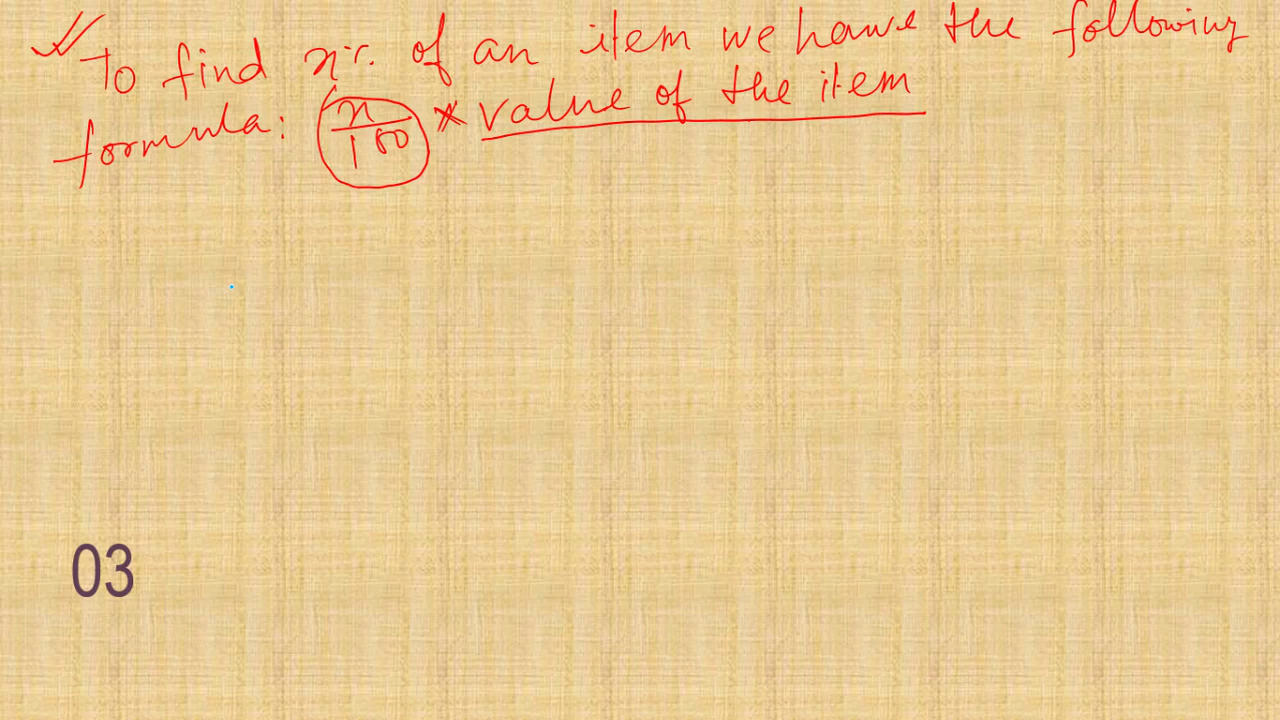 ✓ To find x% of an item we have the following
formula: (x/100) * value of the item
03